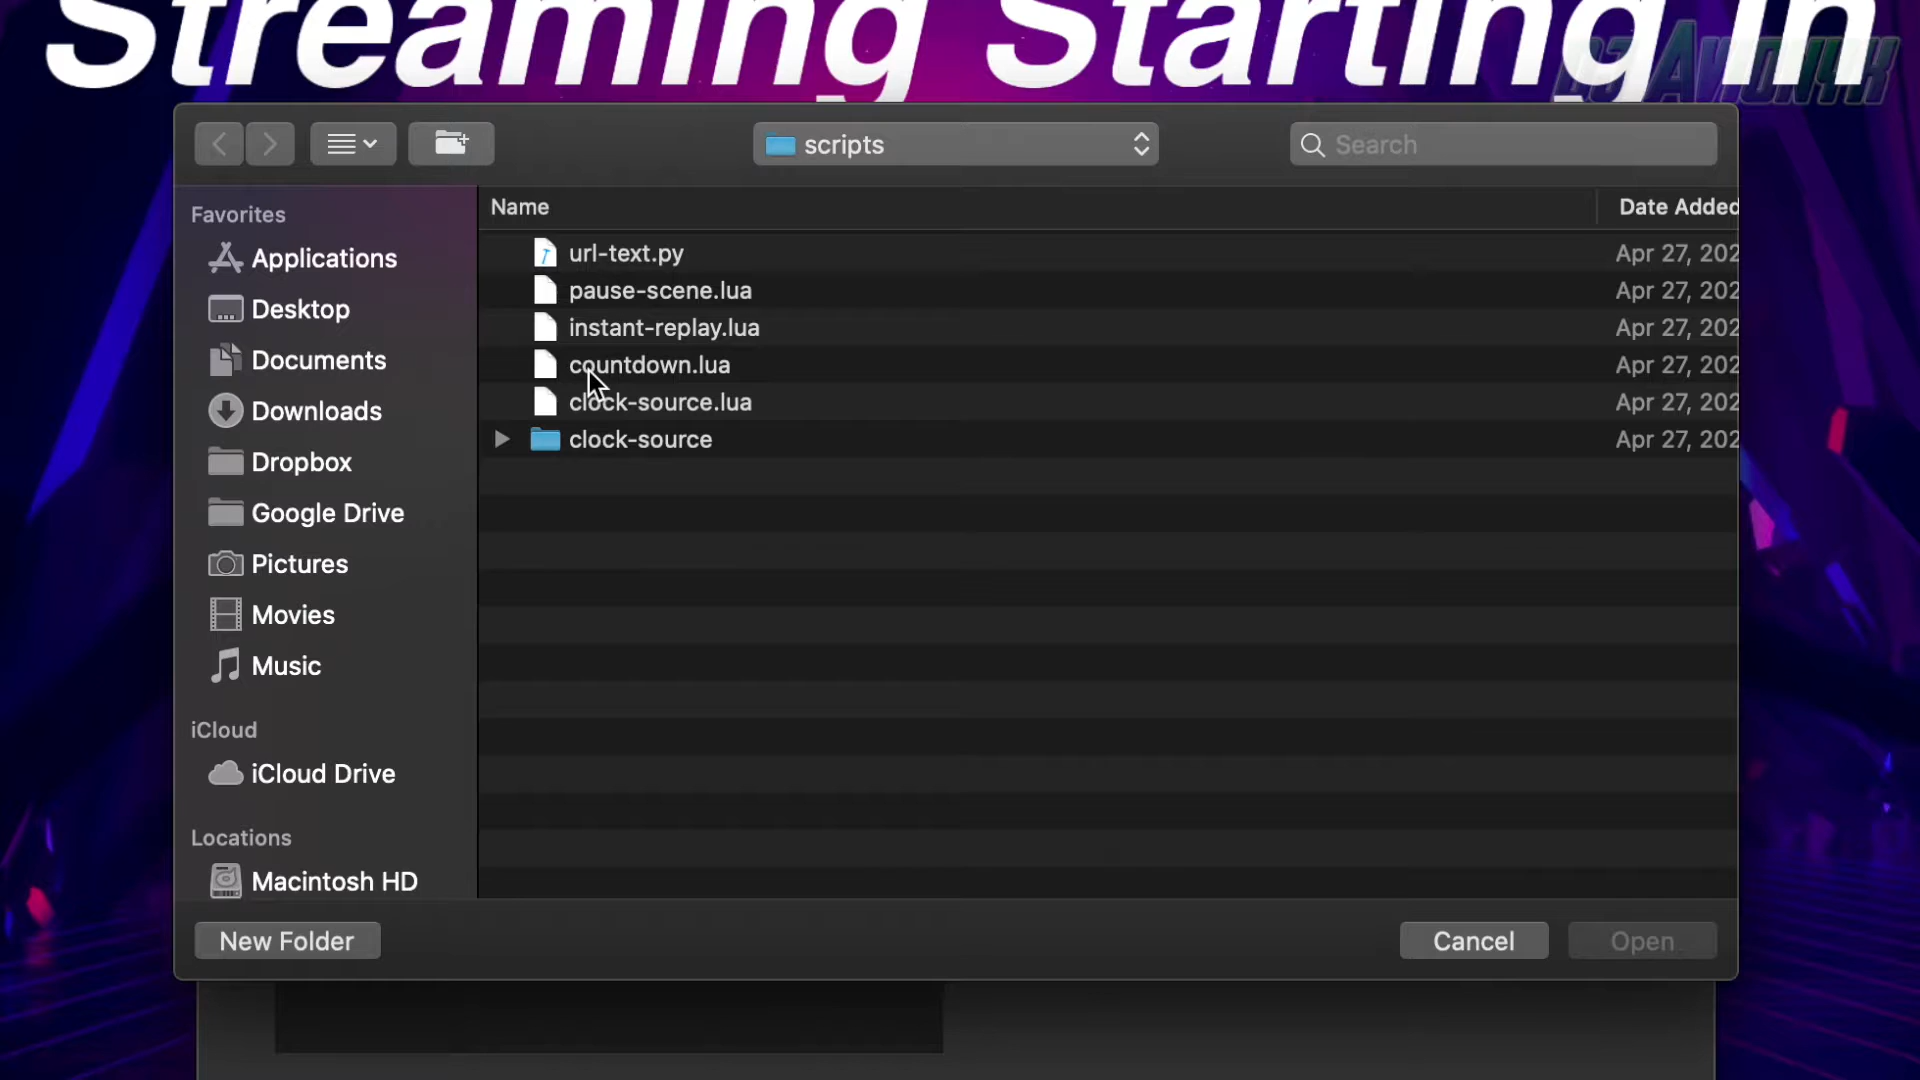 Streaming Starting in
scripts
Search
Favorites
Applications
Desktop
Documents
Downloads
Dropbox
Google Drive
Pictures
Movies
Music
iCloud
iCloud Drive
Locations
Macintosh HD
Name Date Added
url-text.py Apr 27, 202
pause-scene.lua Apr 27, 202
instant-replay.lua Apr 27, 202
countdown.lua Apr 27, 202
clock-source.lua Apr 27, 202
clock-source Apr 27, 202
New Folder Cancel Open